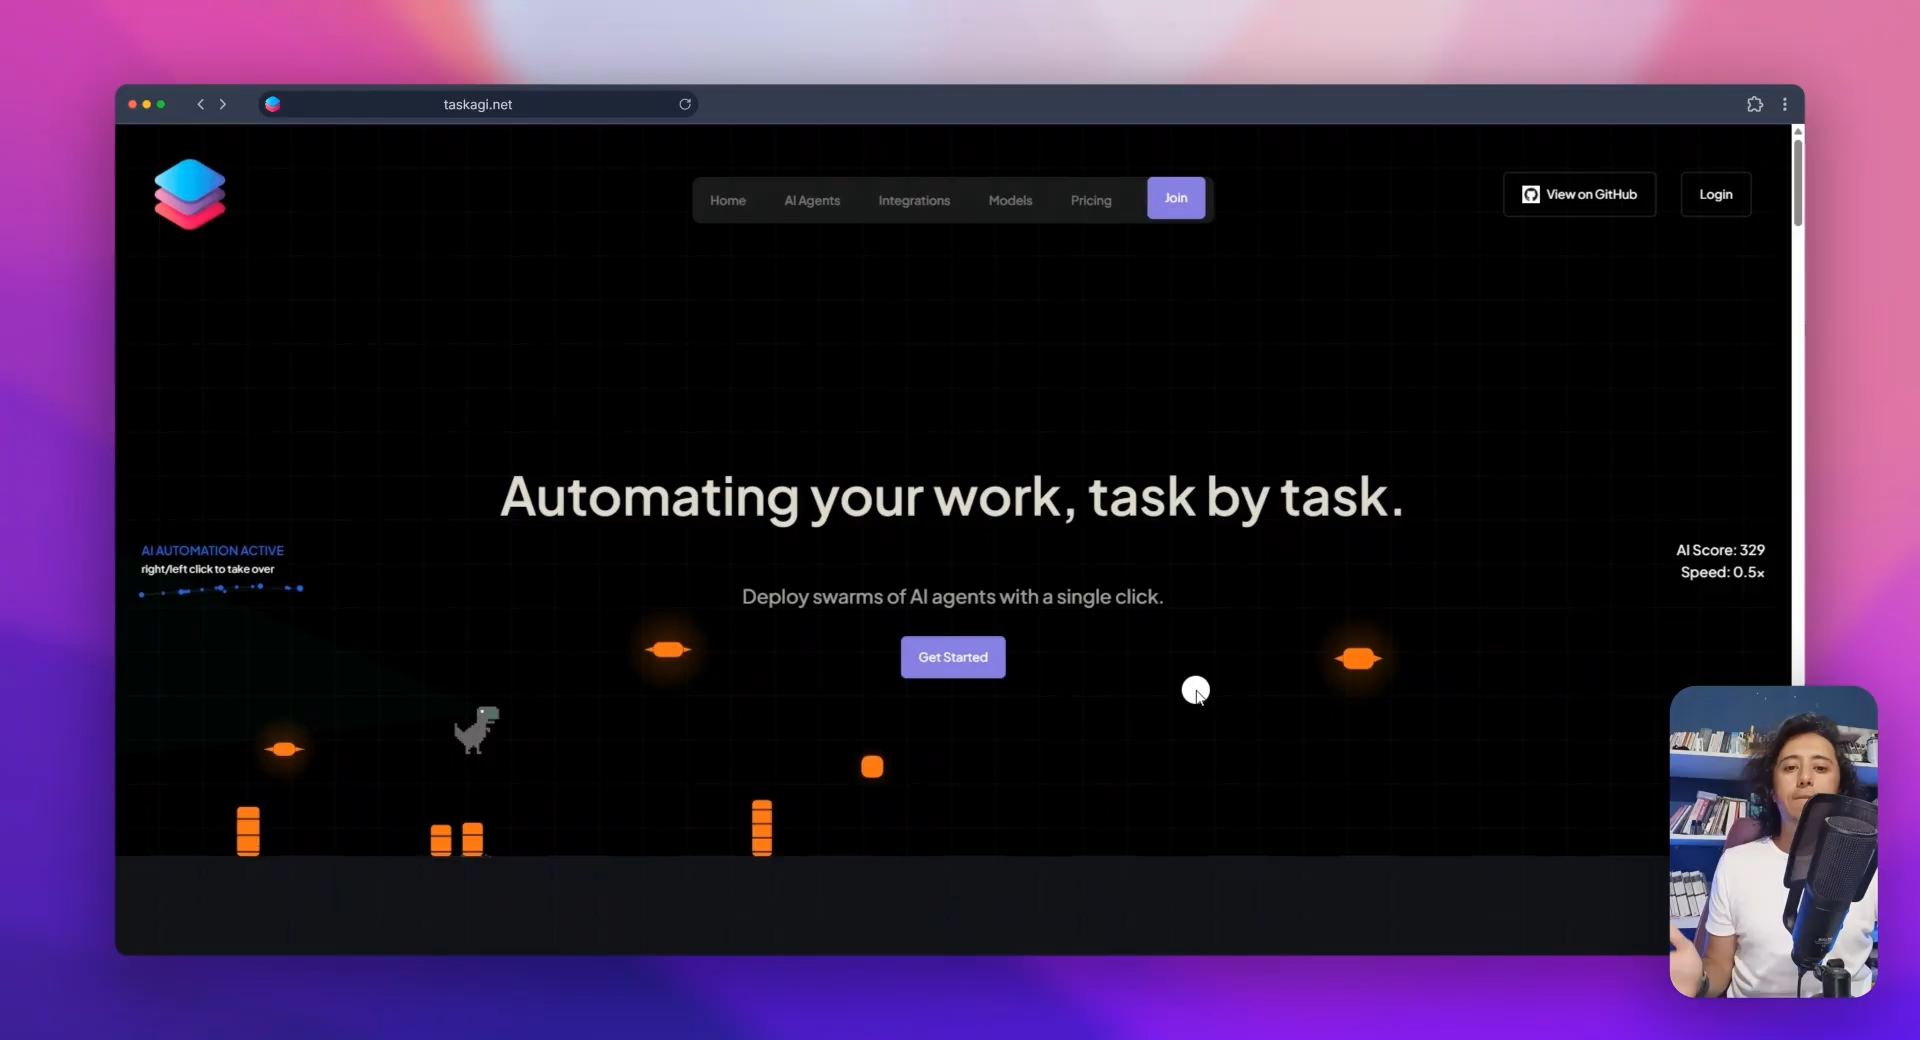 taskagi.net
Home
AI Agents
Integrations
Models
Pricing
Join
View on GitHub
Login
Automating your work, task by task.
AI AUTOMATION ACTIVE
right/left click to take over
AI Score: 329
Speed: 0.5x
Deploy swarms of AI agents with a single click.
Get Started